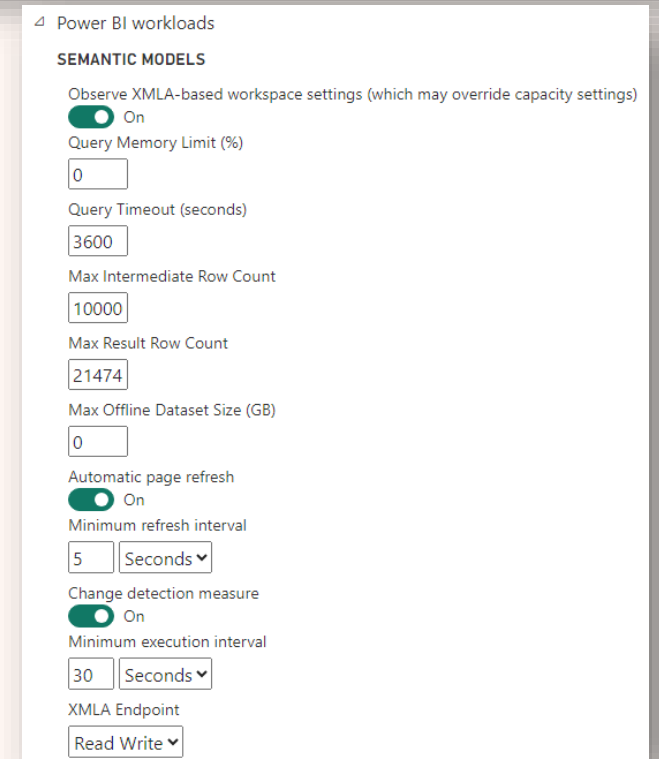 Power BI workloads
SEMANTIC MODELS
Observe XMLA-based workspace settings (which may override capacity settings)
On
Query Memory Limit (%)
0
Query Timeout (seconds)
3600
Max Intermediate Row Count
10000
Max Result Row Count
21474
Max Offline Dataset Size (GB)
0
Automatic page refresh
On
Minimum refresh interval
5 Seconds
Change detection measure
On
Minimum execution interval
30 Seconds
XMLA Endpoint
Read Write